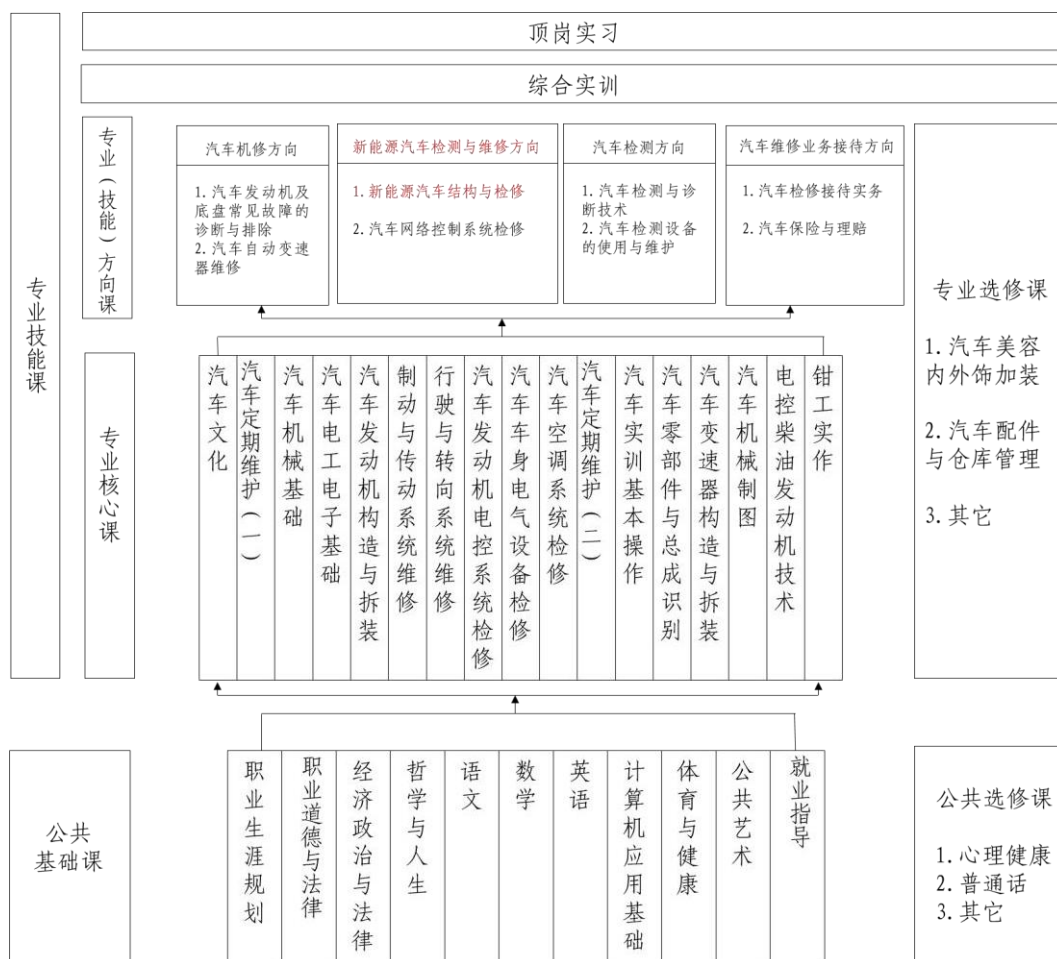 顶岗实习
综合实训
专业技能课
专业(技能)方向课
汽车机修方向
1. 汽车发动机及
底盘常见故障的
诊断与排除
2. 汽车自动变速
器维修
新能源汽车检测与维修方向
1. 新能源汽车结构与检修
2. 汽车网络控制系统检修
汽车检测方向
1. 汽车检测与诊
断技术
2. 汽车检测设备
的使用与维护
汽车维修业务接待方向
1. 汽车检修接待实务
2. 汽车保险与理赔
专业选修课
1. 汽车美容
内外饰加装
2. 汽车配件
与仓库管理
3. 其它
专业核心课
汽车文化
汽车定期维护(一)
汽车机械基础
汽车电工电子基础
汽车发动机构造与拆装
制动与传动系统维修
行驶与转向系统维修
汽车发动机电控系统检修
汽车车身电气设备检修
汽车空调系统检修
汽车定期维护(二)
汽车实训基本操作
汽车零部件与总成识别
汽车变速器构造与拆装
汽车机械制图
电控柴油发动机技术
钳工实作
公共
基础课
职业生涯规划
职业道德与法律
经济政治与法律
哲学与人生
语文
数学
英语
计算机应用基础
体育与健康
公共艺术
就业指导
公共选修课
1. 心理健康
2. 普通话
3. 其它